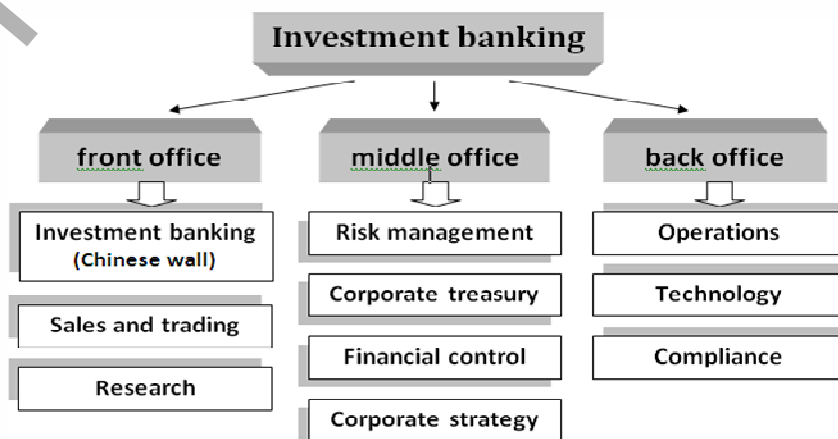 Investment banking
front office
middle office
back office
Investment banking
(Chinese wall)
Sales and trading
Research
Risk management
Corporate treasury
Financial control
Corporate strategy
Operations
Technology
Compliance